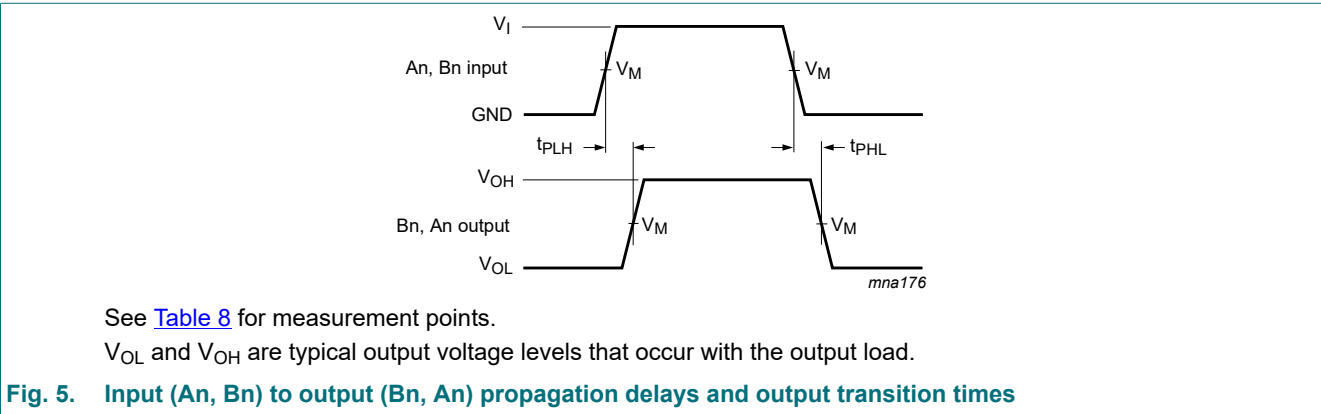 VI
An, Bn input
VM
VM
GND
tPLH
tPHL
VOH
Bn, An output
VM
VM
VOL
mna176
See Table 8 for measurement points.
VOL and VOH are typical output voltage levels that occur with the output load.
Fig. 5. Input (An, Bn) to output (Bn, An) propagation delays and output transition times